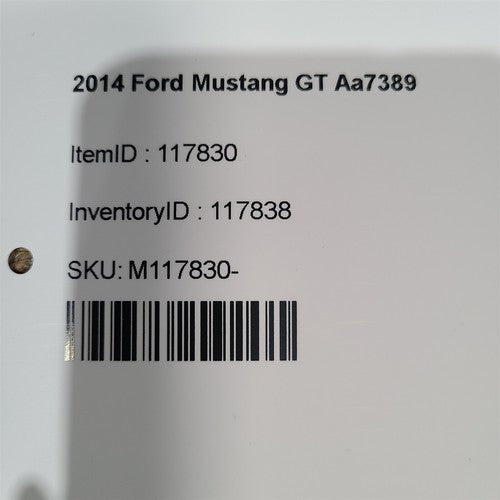 2014 Ford Mustang GT Aa7389
ItemID : 117830
InventoryID : 117838
SKU: M117830-